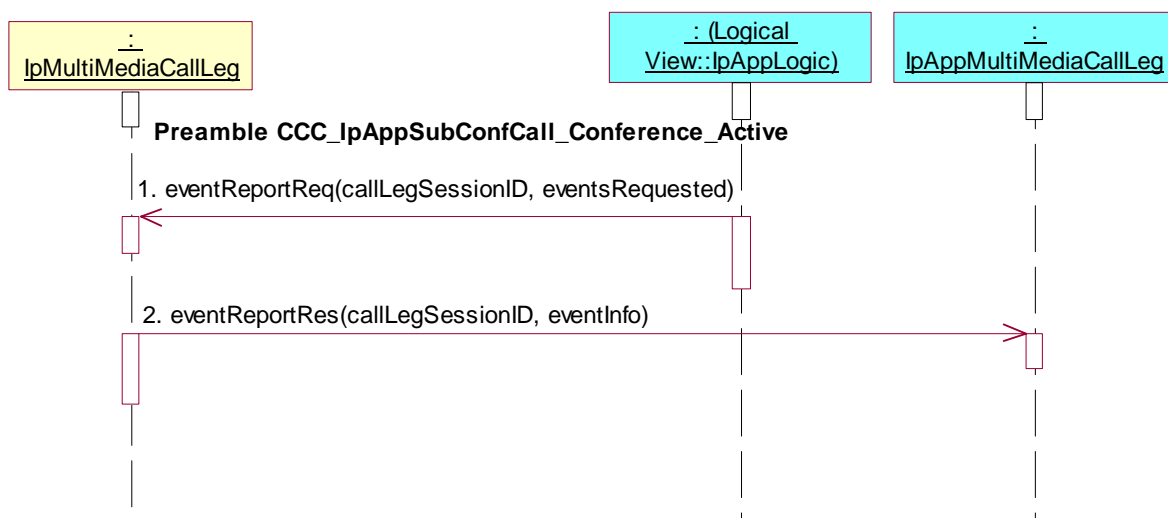 :
IpMultiMediaCallLeg
: (Logical
View::IpAppLogic)
:
IpAppMultiMediaCallLeg
Preamble CCC_IpAppSubConfCall_Conference_Active
1. eventReportReq(callLegSessionID, eventsRequested)
2. eventReportRes(callLegSessionID, eventInfo)